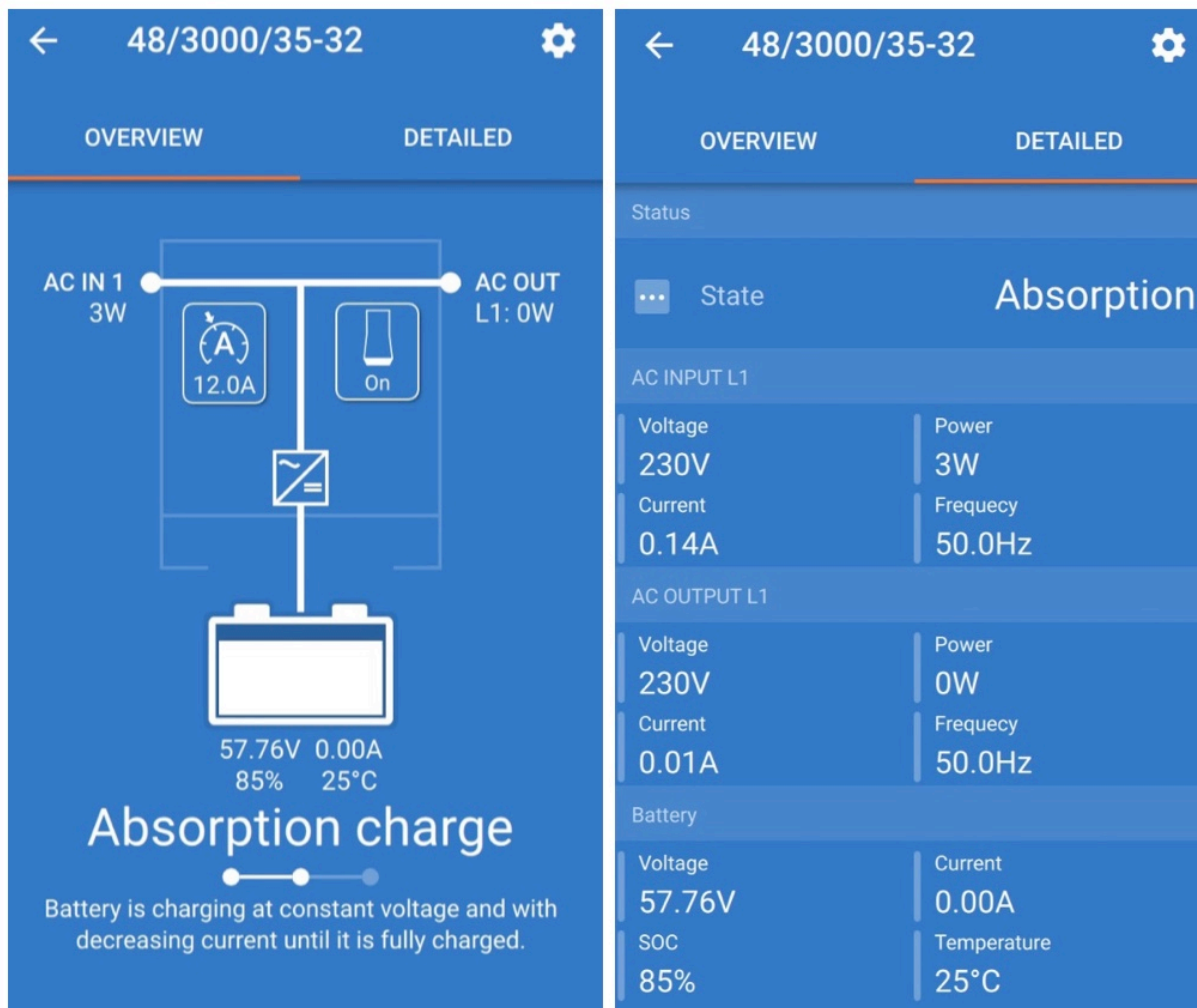 48/3000/35-32
OVERVIEW DETAILED
AC IN 1
3W
AC OUT
L1: 0W
A
12.0A
On
57.76V 0.00A
85% 25°C
Absorption charge
Battery is charging at constant voltage and with
decreasing current until it is fully charged.
48/3000/35-32
OVERVIEW DETAILED
Status
State Absorption
AC INPUT L1
Voltage Power
230V 3W
Current Frequecy
0.14A 50.0Hz
AC OUTPUT L1
Voltage Power
230V 0W
Current Frequecy
0.01A 50.0Hz
Battery
Voltage Current
57.76V 0.00A
SOC Temperature
85% 25°C